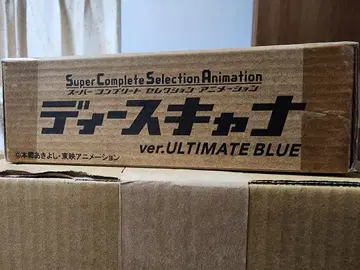 Super Complete Selection Animation
スーパー コンプリート セレクション アニメーション
ディースキャナ
ver.ULTIMATE BLUE
©本郷あきよし・東映アニメーション